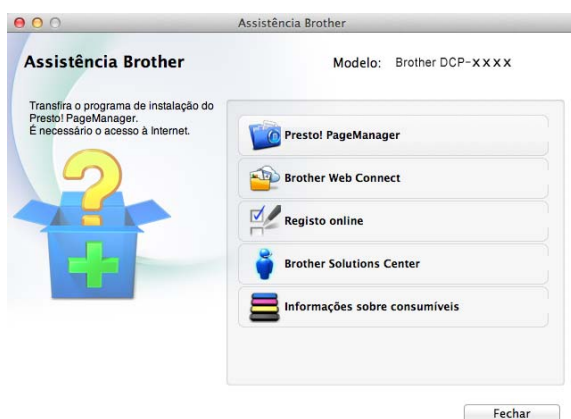 Assistência Brother
Assistência Brother
Modelo: Brother DCP-xxxx
Transfira o programa de instalação do
Presto! PageManager.
É necessário o acesso à Internet.
Presto! PageManager
Brother Web Connect
Registo online
Brother Solutions Center
Informações sobre consumíveis
Fechar